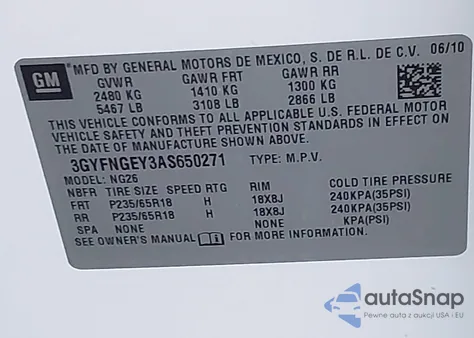 GM
MFD BY GENERAL MOTORS DE MEXICO, S. DE R.L. DE C.V. 06/10
GVWR GAWR FRT GAWR RR
2480 KG 1410 KG 1300 KG
5467 LB 3108 LB 2866 LB
THIS VEHICLE CONFORMS TO ALL APPLICABLE U.S. FEDERAL MOTOR
VEHICLE SAFETY AND THEFT PREVENTION STANDARDS IN EFFECT ON
THE DATE OF MANUFACTURE SHOWN ABOVE.
3GYFNGEY3AS650271 TYPE: M.P.V.
MODEL: NG26
NBFR TIRE SIZE SPEED RTG RIM COLD TIRE PRESSURE
FRT P235/65R18 H 18X8J 240KPA(35PSI)
RR P235/65R18 H 18X8J 240KPA(35PSI)
SPA NONE NONE KPA(PSI)
SEE OWNER'S MANUAL FOR MORE INFORMATION
autoSnap
Pewne auta z aukcji USA i EU